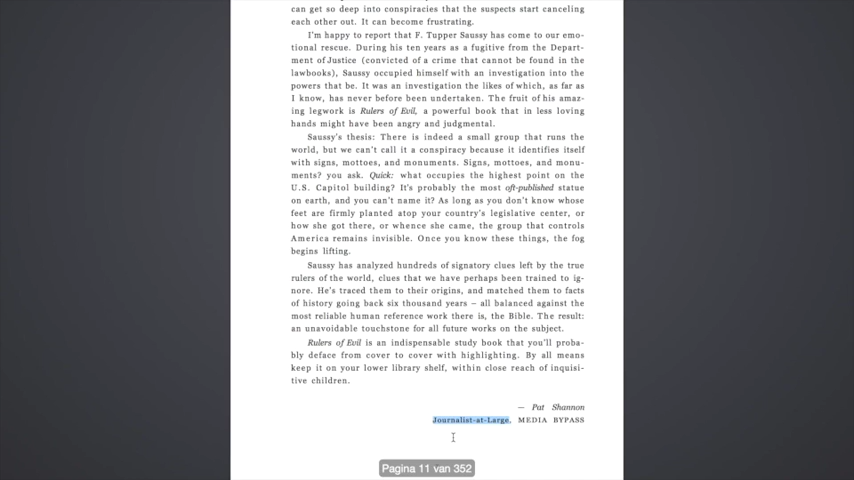 can get so deep into conspiracies that the suspects start canceling
each other out. It can become frustrating.
I'm happy to report that F. Tupper Saussy has come to our emo-
tional rescue. During his ten years as a fugitive from the Depart-
ment of Justice (convicted of a crime that cannot be found in the
lawbooks), Saussy occupied himself with an investigation into the
powers that be. It was an investigation the likes of which, as far as
I know, has never before been undertaken. The fruit of his amaz-
ing legwork is Rulers of Evil, a powerful book that in less loving
hands might have been angry and judgmental.
Saussy's thesis: There is indeed a small group that runs the
world, but we can't call it a conspiracy because it identifies itself
with signs, mottoes, and monuments. Signs, mottoes, and monu-
ments? you ask. Quick: what occupies the highest point on the
U.S. Capitol building? It's probably the most oft-published statue
on earth, and you can't name it? As long as you don't know whose
feet are firmly planted atop your country's legislative center, or
how she got there, or whence she came, the group that controls
America remains invisible. Once you know these things, the fog
begins lifting.
Saussy has analyzed hundreds of signatory clues left by the true
rulers of the world, clues that we have perhaps been trained to ig-
nore. He's traced them to their origins, and matched them to facts
of history going back six thousand years – all balanced against the
most reliable human reference work there is, the Bible. The result:
an unavoidable touchstone for all future works on the subject.
Rulers of Evil is an indispensable study book that you'll proba-
bly deface from cover to cover with highlighting. By all means
keep it on your lower library shelf, within close reach of inquisi-
tive children.
— Pat Shannon
Journalist-at-Large, MEDIA BYPASS
Pagina 11 van 352